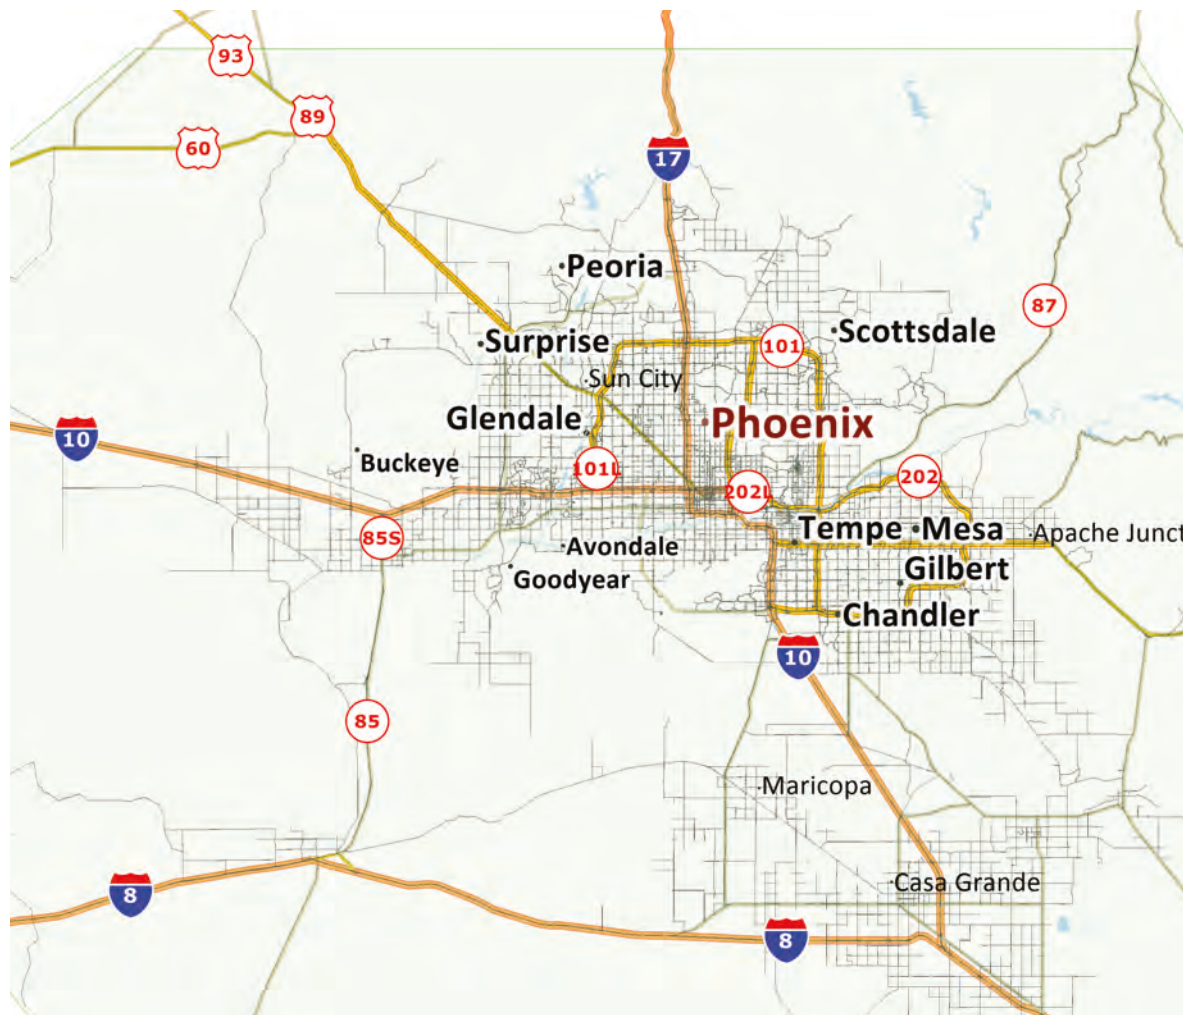 93
89
60
17
Peoria
87
Scottsdale
Surprise
101
Sun City
Glendale
Phoenix
10
Buckeye
101L
202L
202
85S
Tempe
Mesa
Apache Junct
Avondale
Goodyear
Gilbert
Chandler
10
85
Maricopa
Casa Grande
8
8